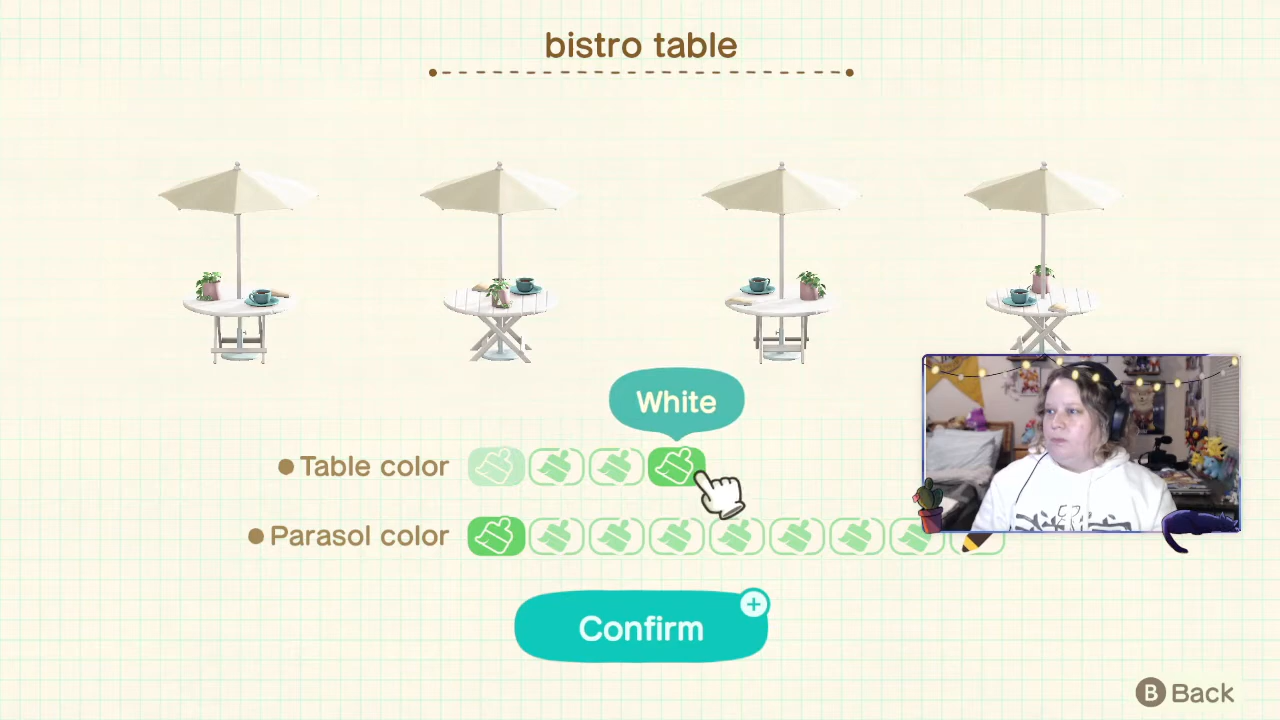 bistro table
White
Table color
Parasol color
Confirm
+
B Back